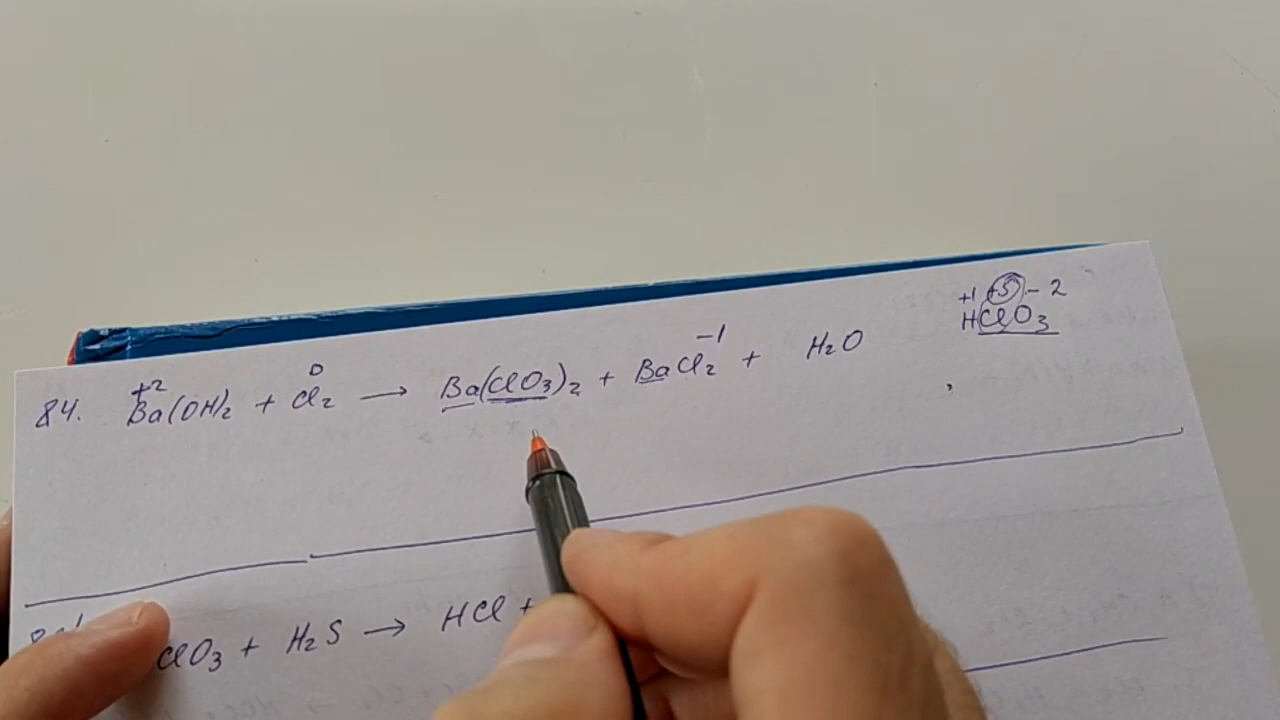 +1 +5 -2
HClO3
+2 0 -1
84. Ba(OH)2 + Cl2 → Ba(ClO3)2 + BaCl2 + H2O
ClO3 + H2S → HCl +